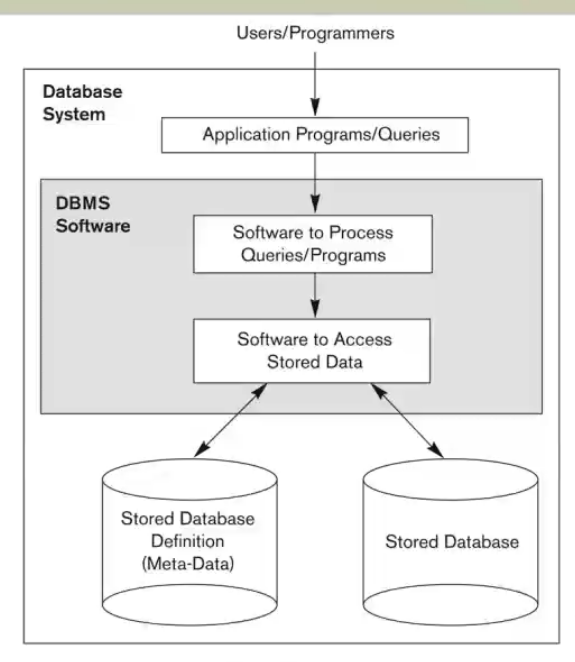 Users/Programmers
Database
System
Application Programs/Queries
DBMS
Software
Software to Process
Queries/Programs
Software to Access
Stored Data
Stored Database
Definition
(Meta-Data)
Stored Database